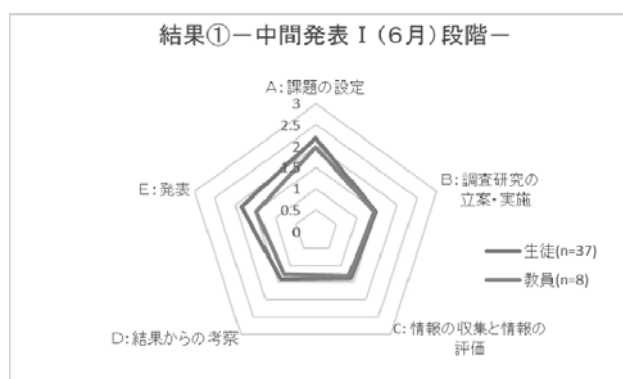 結果①－中間発表Ⅰ(6月)段階－
A:課題の設定
3
2.5
2
1.5
1
0.5
0
B:調査研究の
立案・実施
C:情報の収集と情報の
評価
D:結果からの考察
E:発表
生徒(n=37)
教員(n=8)